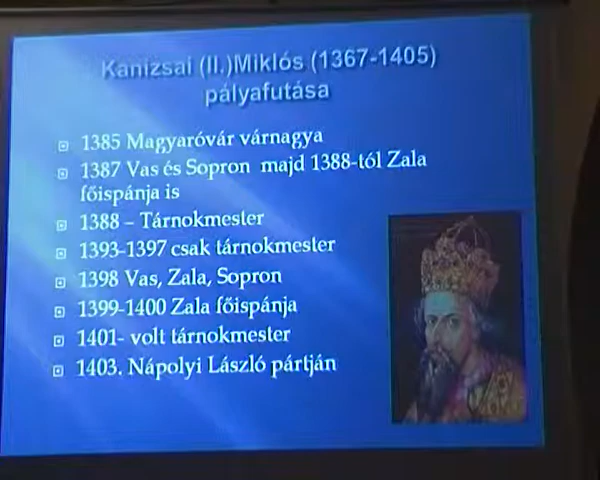 Kanizsai (II.)Miklós (1367-1405)
pályafutása
1385 Magyaróvár várnagya
1387 Vas és Sopron majd 1388-tól Zala
főispánja is
1388 – Tárnokmester
1393-1397 csak tárnokmester
1398 Vas, Zala, Sopron
1399-1400 Zala főispánja
1401- volt tárnokmester
1403. Nápolyi László pártján